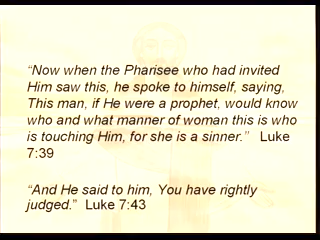 “Now when the Pharisee who had invited
Him saw this, he spoke to himself, saying,
This man, if He were a prophet, would know
who and what manner of woman this is who
is touching Him, for she is a sinner.”  Luke
7:39
“And He said to him, You have rightly
judged.”  Luke 7:43